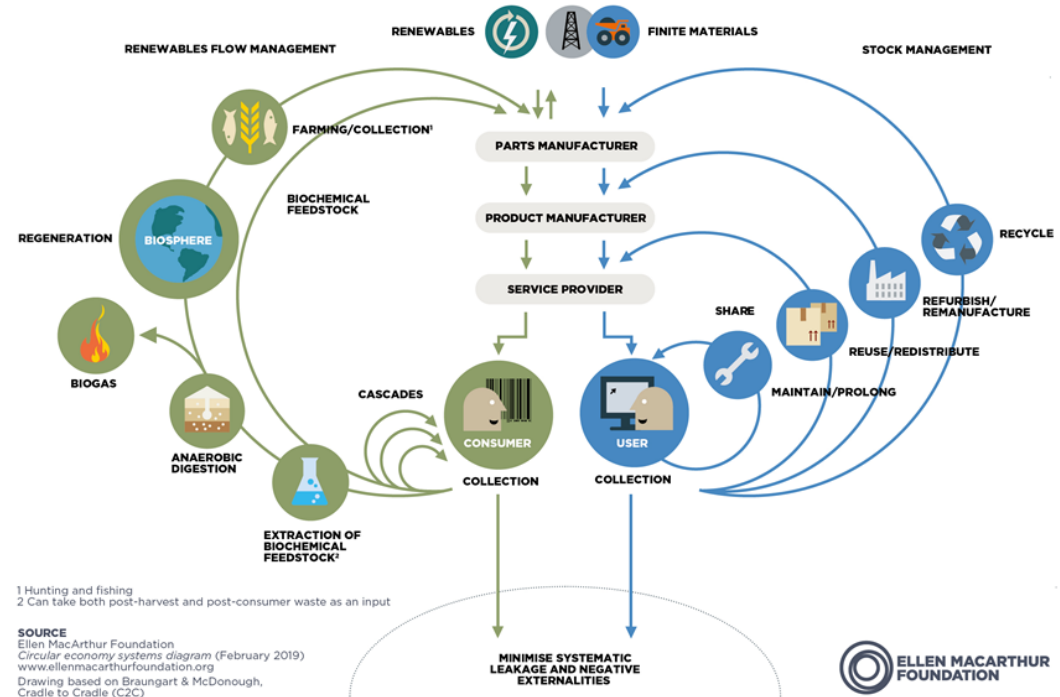 RENEWABLES
FINITE MATERIALS
RENEWABLES FLOW MANAGEMENT
STOCK MANAGEMENT
FARMING/COLLECTION¹
PARTS MANUFACTURER
BIOCHEMICAL
FEEDSTOCK
PRODUCT MANUFACTURER
REGENERATION
BIOSPHERE
RECYCLE
SERVICE PROVIDER
SHARE
REFURBISH/
REMANUFACTURE
REUSE/REDISTRIBUTE
BIOGAS
CASCADES
MAINTAIN/PROLONG
CONSUMER
USER
ANAEROBIC
DIGESTION
COLLECTION
COLLECTION
EXTRACTION OF
BIOCHEMICAL
FEEDSTOCK²
1 Hunting and fishing
2 Can take both post-harvest and post-consumer waste as an input
SOURCE
Ellen MacArthur Foundation
Circular economy systems diagram (February 2019)
www.ellenmacarthurfoundation.org
Drawing based on Braungart & McDonough,
Cradle to Cradle (C2C)
MINIMISE SYSTEMATIC
LEAKAGE AND NEGATIVE
EXTERNALITIES
ELLEN MACARTHUR
FOUNDATION